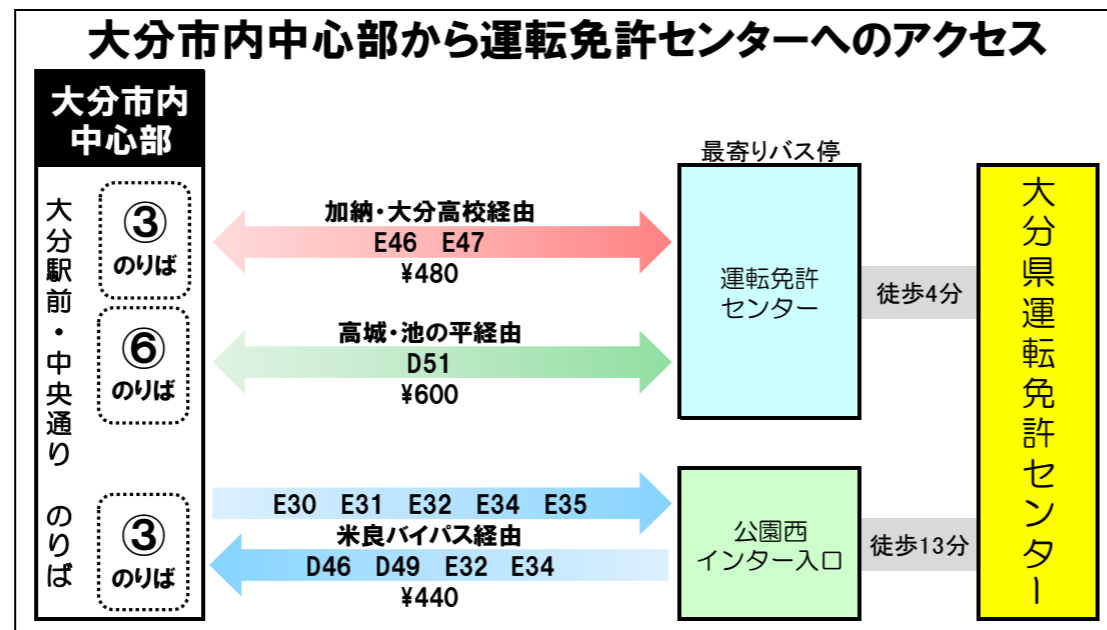 大分市内中心部から運転免許センターへのアクセス
大分市内
中心部
大分駅前・中央通り のりば
③
のりば
加納・大分高校経由
E46 E47
¥480
⑥
のりば
高城・池の平経由
D51
¥600
③
のりば
E30 E31 E32 E34 E35
米良バイパス経由
D46 D49 E32 E34
¥440
最寄りバス停
運転免許
センター
徒歩4分
公園西
インター入口
徒歩13分
大分県運転免許センター